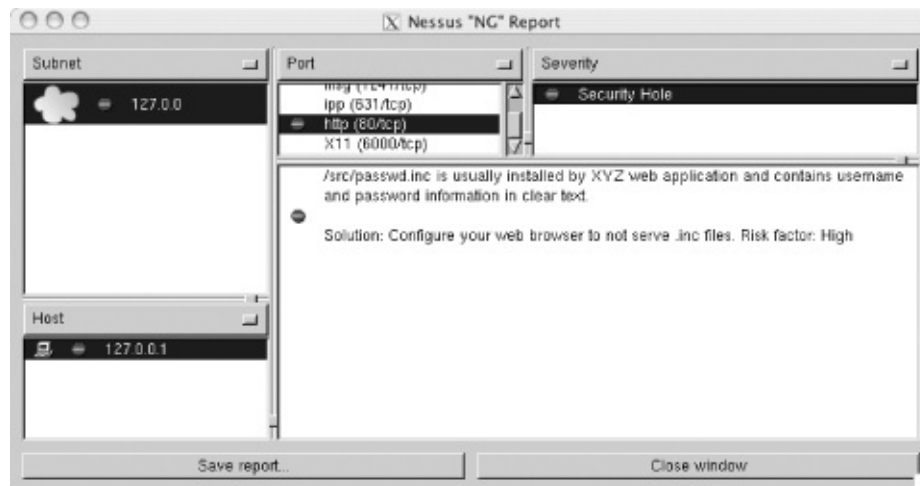 Nessus "NG" Report
Subnet
Port
Severity
127.0.0
msg (1241/tcp)
ipp (631/tcp)
http (80/tcp)
X11 (6000/tcp)
Security Hole
/src/passwd.inc is usually installed by XYZ web application and contains username
and password information in clear text.
Solution: Configure your web browser to not serve .inc files. Risk factor: High
Host
127.0.0.1
Save report...
Close window